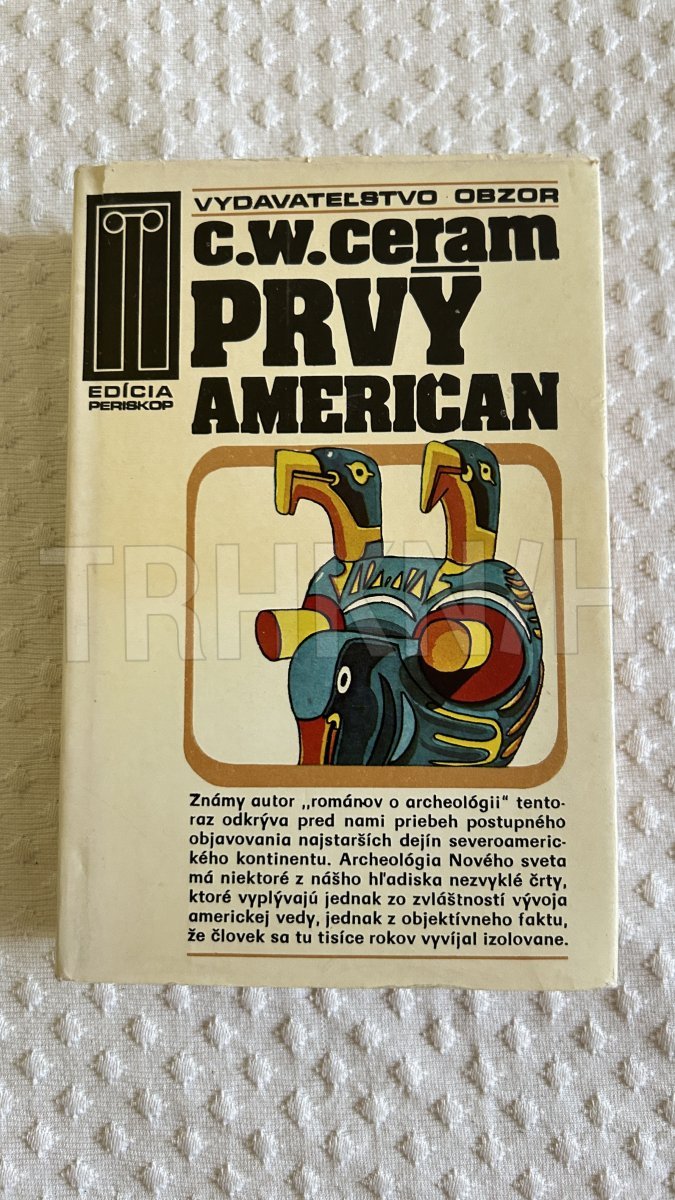 VYDAVATEĽSTVO OBZOR
c.w.ceram
PRVÝ
AMERICAN
EDÍCIA
PERISKOP
TRHKNÍH
Známy autor „románov o archeológii" tento-
raz odkrýva pred nami priebeh postupného
objavovania najstarších dejín severoameric-
kého kontinentu. Archeológia Nového sveta
má niektoré z nášho hľadiska nezvyklé črty,
ktoré vyplývajú jednak zo zvláštností vývoja
americkej vedy, jednak z objektívneho faktu,
že človek sa tu tisíce rokov vyvíjal izolovane.